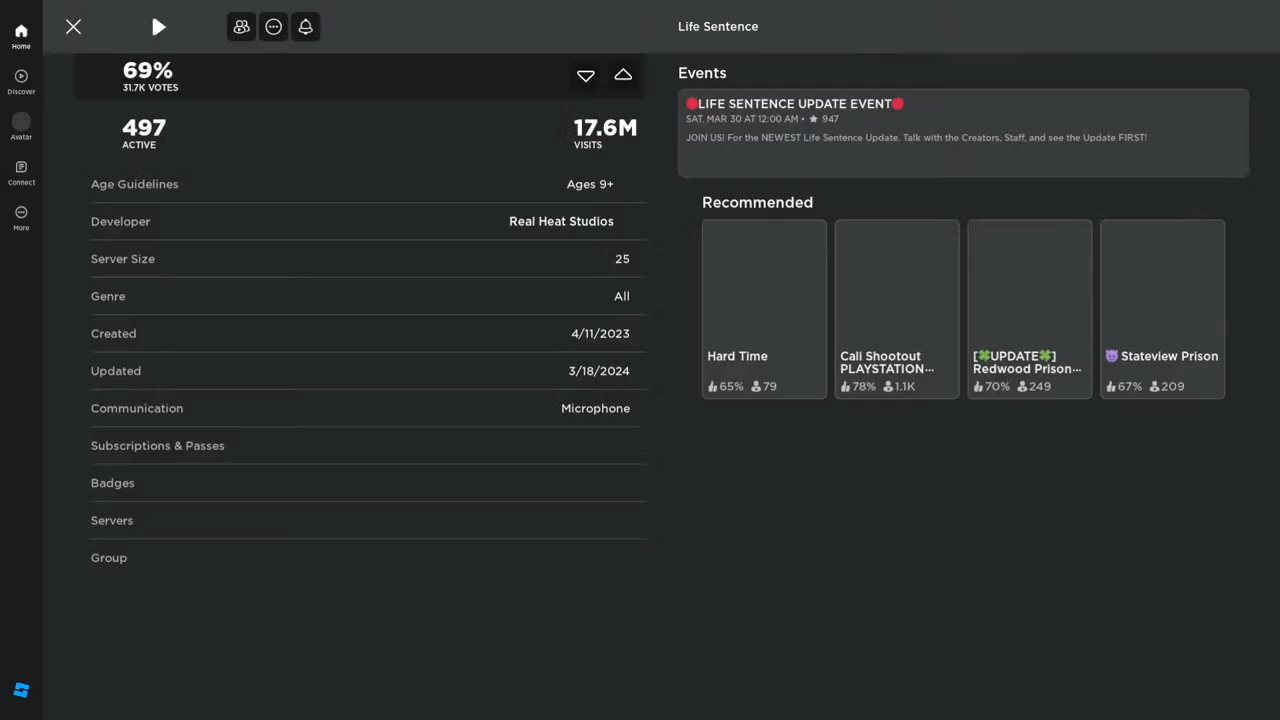 Life Sentence
Home
Discover
Avatar
Connect
More
69%
31.7K VOTES
497
ACTIVE
17.6M
VISITS
Age Guidelines
Ages 9+
Developer
Real Heat Studios
Server Size
25
Genre
All
Created
4/11/2023
Updated
3/18/2024
Communication
Microphone
Subscriptions & Passes
Badges
Servers
Group
Events
🔴LIFE SENTENCE UPDATE EVENT🔴
SAT, MAR 30 AT 12:00 AM • ★ 947
JOIN US! For the NEWEST Life Sentence Update. Talk with the Creators, Staff, and see the Update FIRST!
Recommended
Hard Time
65% 79
Cali Shootout
PLAYSTATION...
78% 1.1K
[🍀UPDATE🍀]
Redwood Prison...
70% 249
😈 Stateview Prison
67% 209